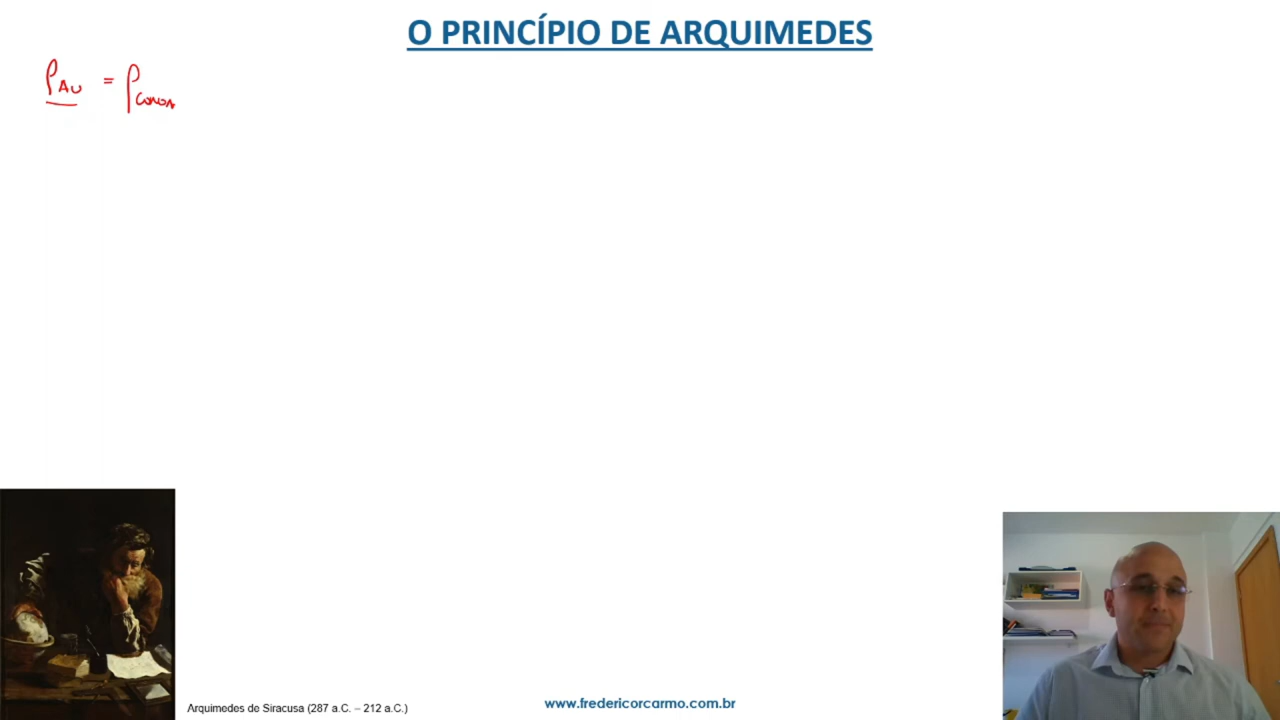 O PRINCÍPIO DE ARQUIMEDES
ρAu = ρcoroa
Arquimedes de Siracusa (287 a.C. – 212 a.C.)
www.fredericorcarmo.com.br